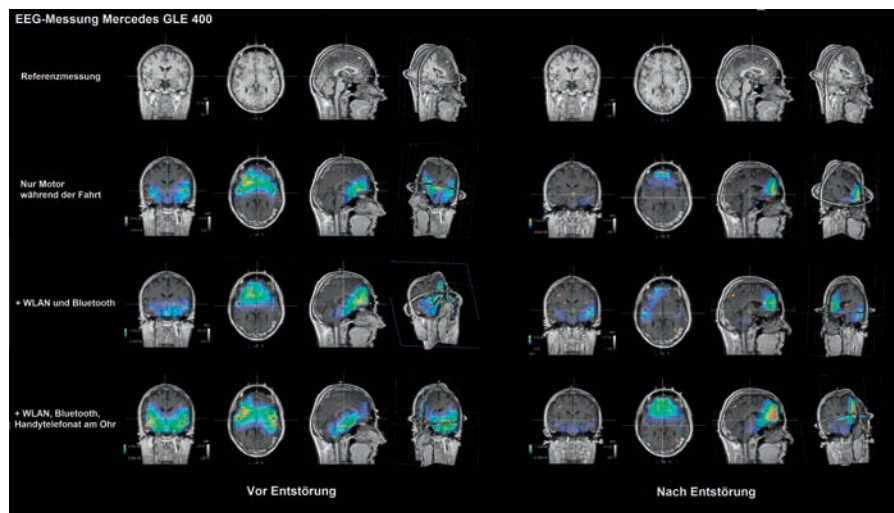 EEG-Messung Mercedes GLE 400
Referenzmessung
Nur Motor
während der Fahrt
+ WLAN und Bluetooth
+ WLAN, Bluetooth,
Handytelefonat am Ohr
Vor Entstörung
Nach Entstörung